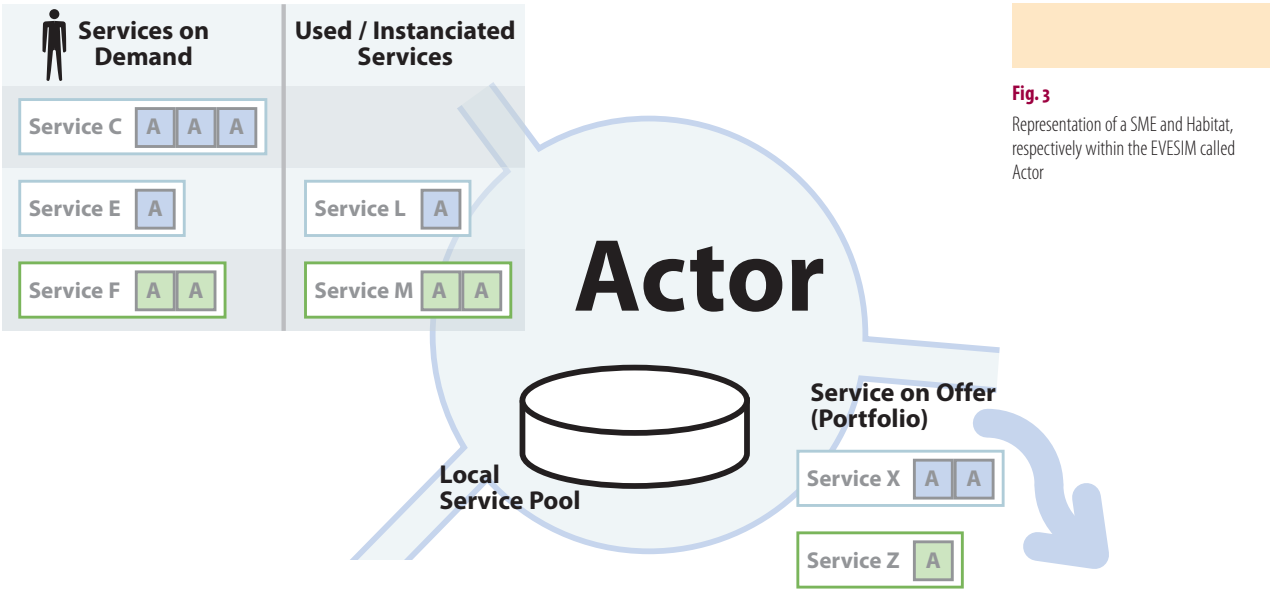 Services on
Demand
Used / Instanciated
Services
Service C A A A
Service E A
Service L A
Service F A A
Service M A A
Actor
Local
Service Pool
Service on Offer
(Portfolio)
Service X A A
Service Z A
Fig. 3
Representation of a SME and Habitat,
respectively within the EVESIM called
Actor